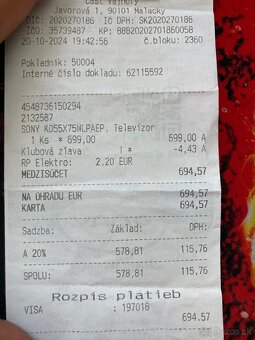 časť Vajnory
Javorová 1, 90101 Malacky
DIČ: 2020270186 IČ DPH: SK2020270186
IČO: 35739487 KP: 88820202701860058
20-10-2024 19:42:56 č.bloku: 2360
Pokladník: 50004
Interné číslo dokladu: 62115592
4548736150294
2132587
SONY KD55X75WLPAEP, Televízor
1 Ks * 699,00 699,00 A
Klubová zľava 1* -4,43 A
RP Elektro: 2,20 EUR
MEDZISÚČET 694,57
NA ÚHRADU EUR 694,57
KARTA 694,57
Sadzba: Základ: DPH:
A 20% 578,81 115,76
SPOLU: 578,81 115,76
Rozpis platieb
VISA : 197018
694.57
bazos.sk